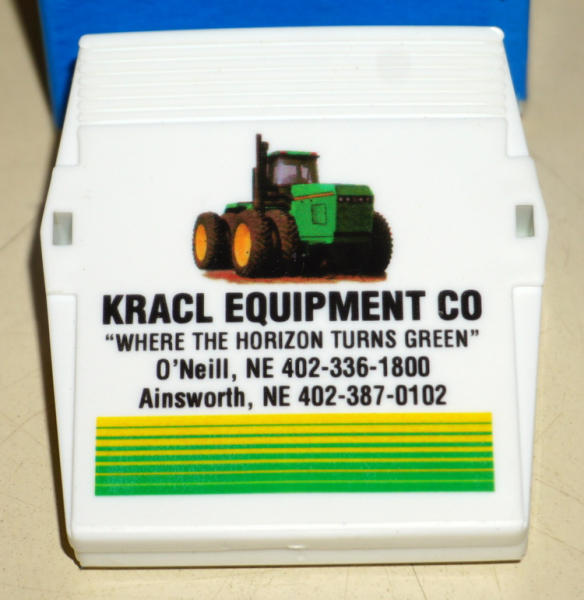 KRACL EQUIPMENT CO
“WHERE THE HORIZON TURNS GREEN”
O’Neill, NE 402-336-1800
Ainsworth, NE 402-387-0102